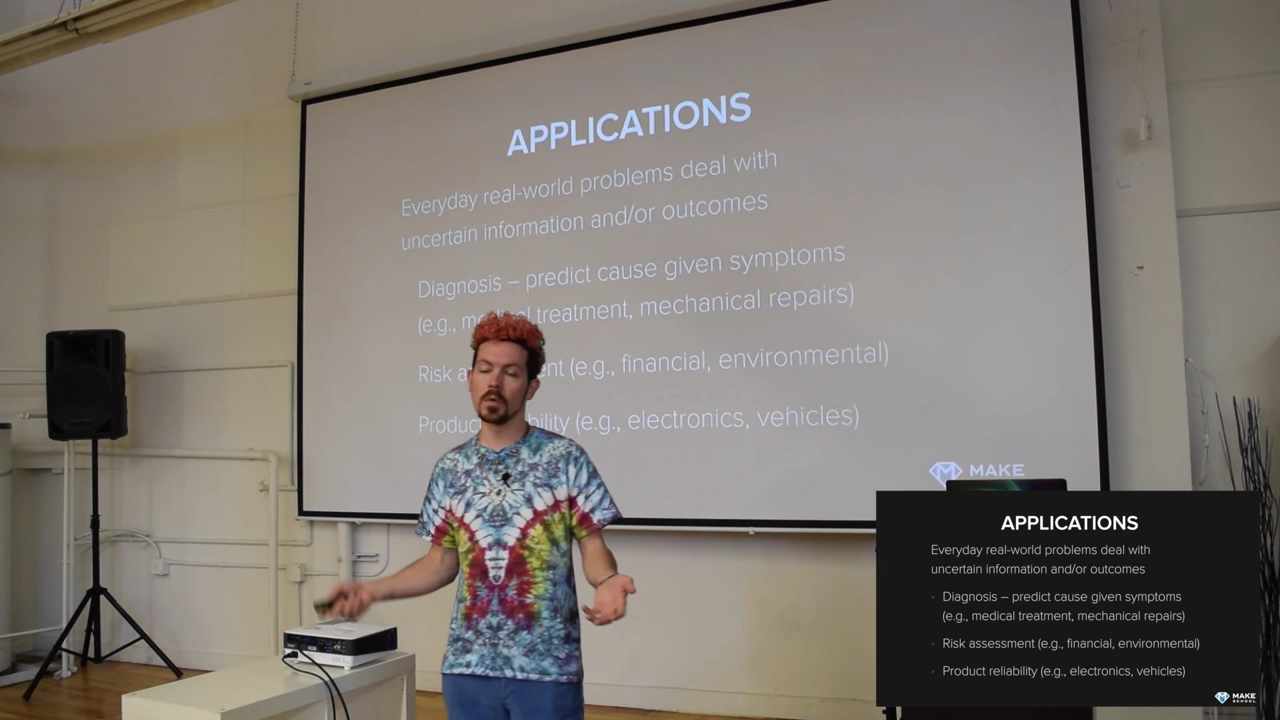 APPLICATIONS
Everyday real-world problems deal with
uncertain information and/or outcomes
Diagnosis – predict cause given symptoms
(e.g., medical treatment, mechanical repairs)
Risk a ent (e.g., financial, environmental)
Produc bility (e.g., electronics, vehicles)
MAKE
APPLICATIONS
Everyday real-world problems deal with
uncertain information and/or outcomes
Diagnosis – predict cause given symptoms
(e.g., medical treatment, mechanical repairs)
Risk assessment (e.g., financial, environmental)
Product reliability (e.g., electronics, vehicles)
MAKE
SCHOOL